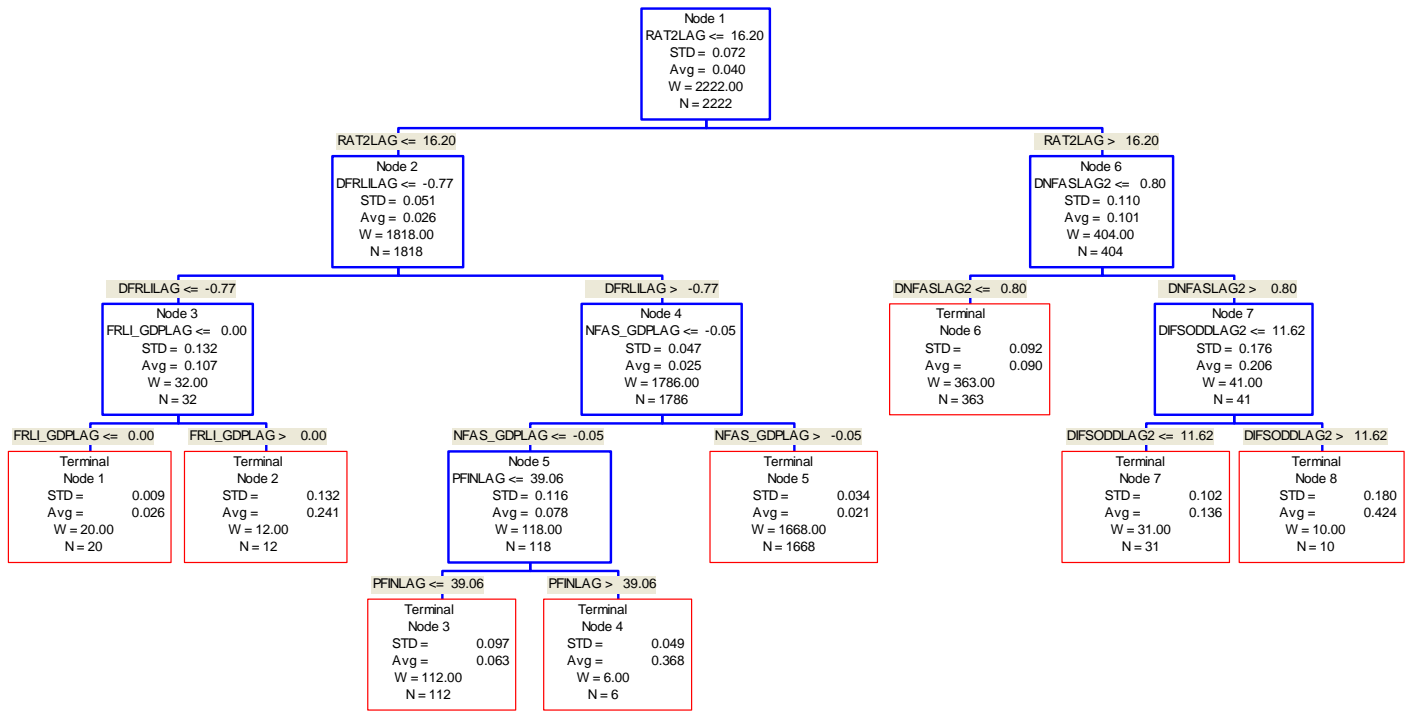 Node 1
RAT2LAG <= 16.20
STD = 0.072
Avg = 0.040
W = 2222.00
N = 2222
RAT2LAG <= 16.20
RAT2LAG > 16.20
Node 2
DFRLILAG <= -0.77
STD = 0.051
Avg = 0.026
W = 1818.00
N = 1818
Node 6
DNFASLAG2 <= 0.80
STD = 0.110
Avg = 0.101
W = 404.00
N = 404
DFRLILAG <= -0.77
DFRLILAG > -0.77
DNFASLAG2 <= 0.80
DNFASLAG2 > 0.80
Node 3
FRLI_GDPLAG <= 0.00
STD = 0.132
Avg = 0.107
W = 32.00
N = 32
Node 4
NFAS_GDPLAG <= -0.05
STD = 0.047
Avg = 0.025
W = 1786.00
N = 1786
Terminal
Node 6
STD = 0.092
Avg = 0.090
W = 363.00
N = 363
Node 7
DIFSODDLAG2 <= 11.62
STD = 0.176
Avg = 0.206
W = 41.00
N = 41
FRLI_GDPLAG <= 0.00
FRLI_GDPLAG > 0.00
NFAS_GDPLAG <= -0.05
NFAS_GDPLAG > -0.05
DIFSODDLAG2 <= 11.62
DIFSODDLAG2 > 11.62
Terminal
Node 1
STD = 0.009
Avg = 0.026
W = 20.00
N = 20
Terminal
Node 2
STD = 0.132
Avg = 0.241
W = 12.00
N = 12
Node 5
PFINLAG <= 39.06
STD = 0.116
Avg = 0.078
W = 118.00
N = 118
Terminal
Node 5
STD = 0.034
Avg = 0.021
W = 1668.00
N = 1668
Terminal
Node 7
STD = 0.102
Avg = 0.136
W = 31.00
N = 31
Terminal
Node 8
STD = 0.180
Avg = 0.424
W = 10.00
N = 10
PFINLAG <= 39.06
PFINLAG > 39.06
Terminal
Node 3
STD = 0.097
Avg = 0.063
W = 112.00
N = 112
Terminal
Node 4
STD = 0.049
Avg = 0.368
W = 6.00
N = 6